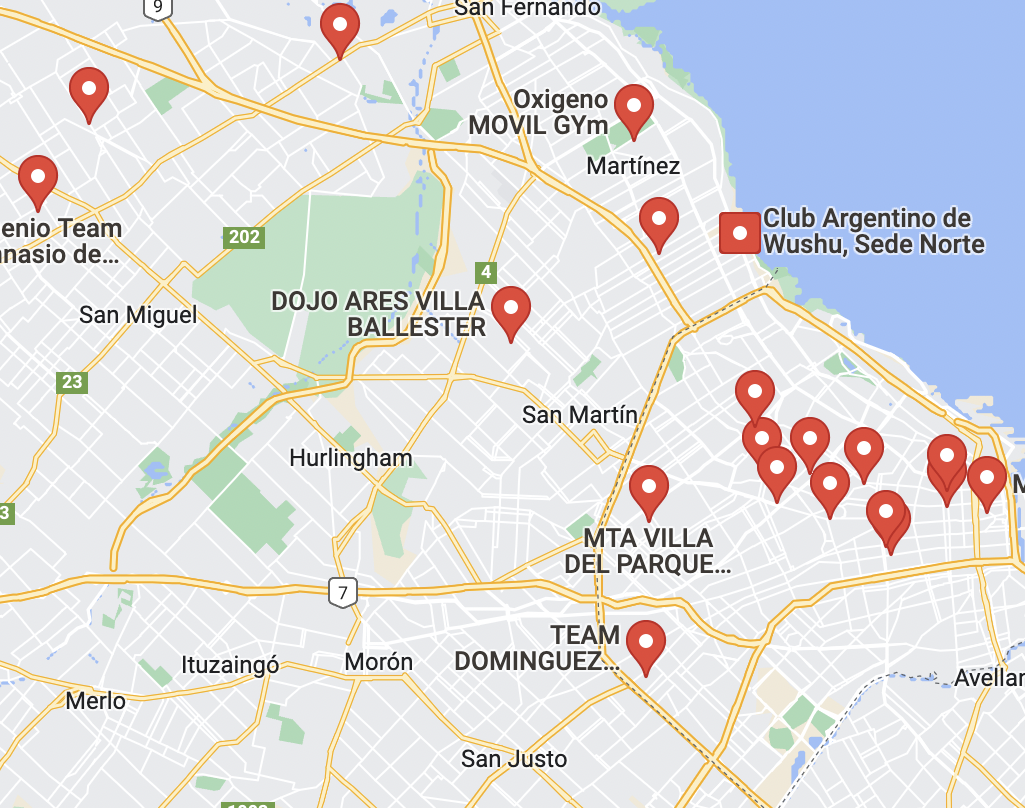 9
San Fernando
Oxigeno
MOVIL GYm
Martínez
enio Team
nasio de...
202
Club Argentino de
Wushu, Sede Norte
4
DOJO ARES VILLA
BALLESTER
San Miguel
23
San Martín
Hurlingham
M
3
MTA VILLA
DEL PARQUE...
7
TEAM
DOMINGUEZ...
Ituzaingó
Morón
Avellar
Merlo
San Justo